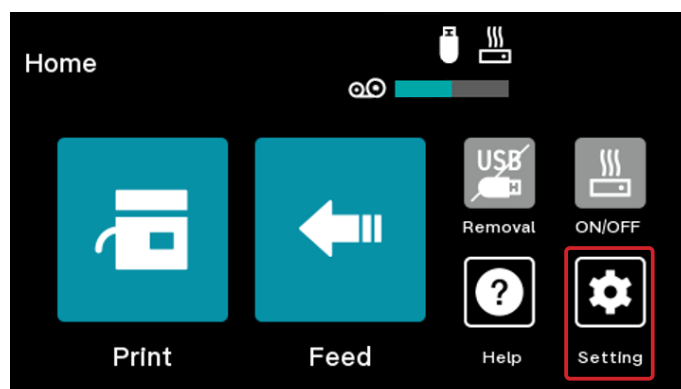 Home
USB
H
Removal
ON/OFF
?
Print
Feed
Help
Setting